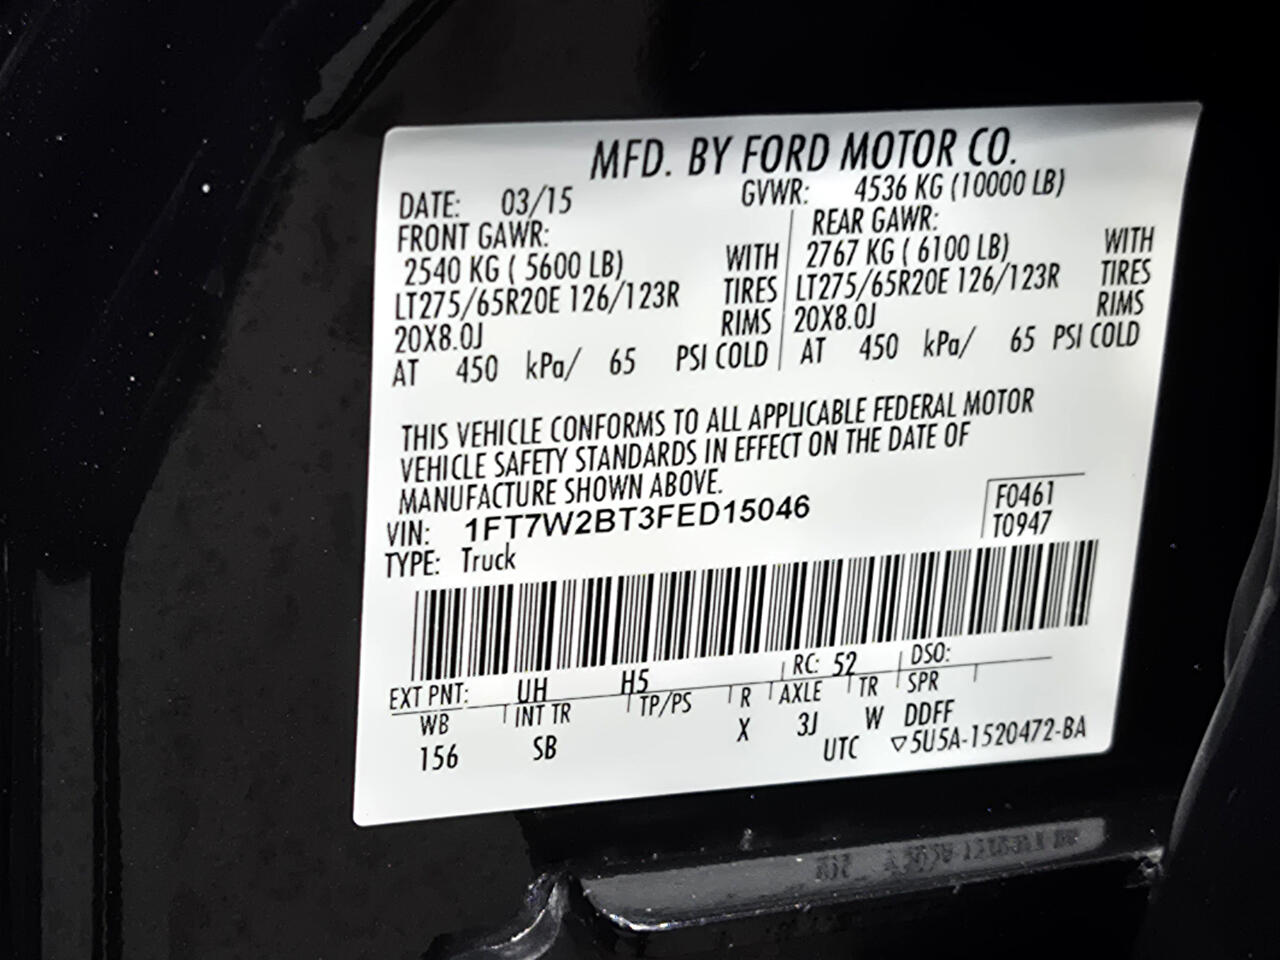 MFD. BY FORD MOTOR CO.
DATE: 03/15 GVWR: 4536 KG (10000 LB)
FRONT GAWR: REAR GAWR:
2540 KG ( 5600 LB) WITH 2767 KG ( 6100 LB) WITH
LT275/65R20E 126/123R TIRES LT275/65R20E 126/123R TIRES
20X8.0J RIMS 20X8.0J RIMS
AT 450 kPa/ 65 PSI COLD AT 450 kPa/ 65 PSI COLD
THIS VEHICLE CONFORMS TO ALL APPLICABLE FEDERAL MOTOR
VEHICLE SAFETY STANDARDS IN EFFECT ON THE DATE OF
MANUFACTURE SHOWN ABOVE.
VIN: 1FT7W2BT3FED15046 F0461
TYPE: Truck T0947
EXT PNT: UH H5 RC: 52 DSO:
WB INT TR TP/PS R AXLE TR SPR
156 SB X 3J W DDFF
UTC ▽5U5A-1520472-BA